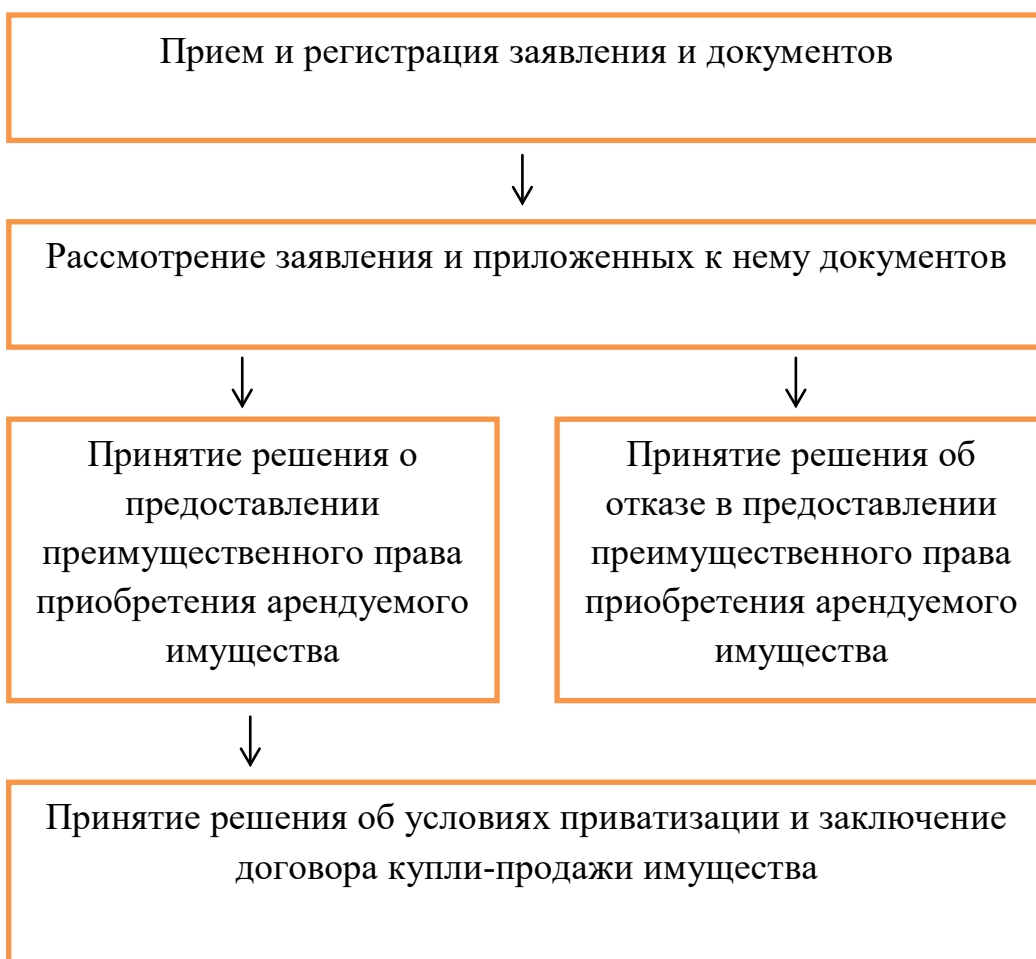 Прием и регистрация заявления и документов
Рассмотрение заявления и приложенных к нему документов
Принятие решения о
предоставлении
преимущественного права
приобретения арендуемого
имущества
Принятие решения об
отказе в предоставлении
преимущественного права
приобретения арендуемого
имущества
Принятие решения об условиях приватизации и заключение
договора купли-продажи имущества